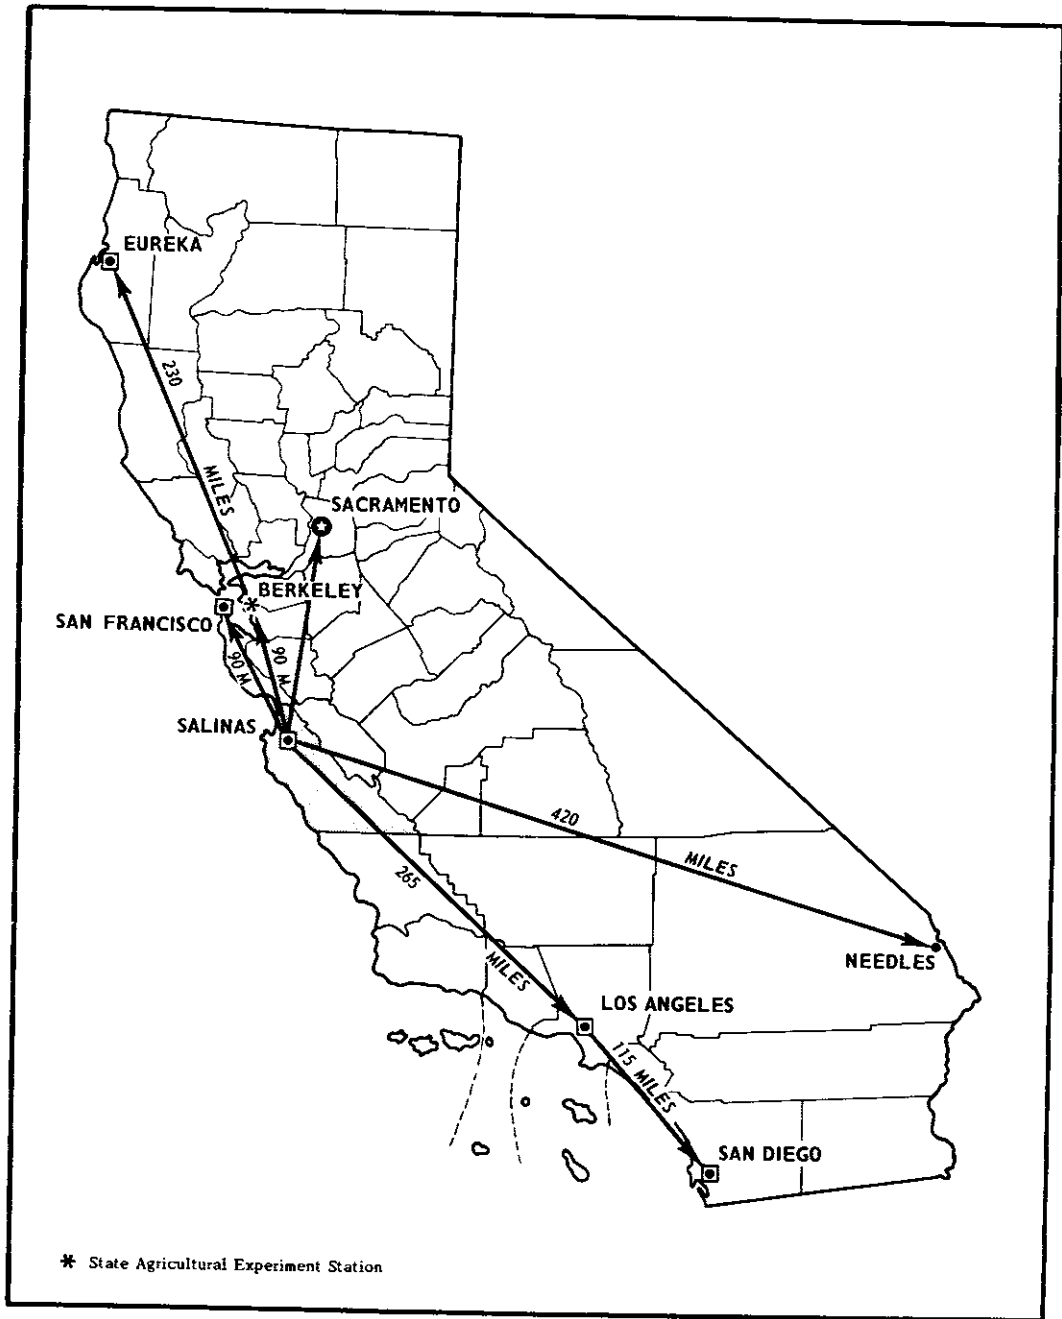 EUREKA
230
MILES
SACRAMENTO
BERKELEY
SAN FRANCISCO
90 M.
90 M.
SALINAS
420
MILES
265
MILES
NEEDLES
LOS ANGELES
115 MILES
SAN DIEGO
* State Agricultural Experiment Station